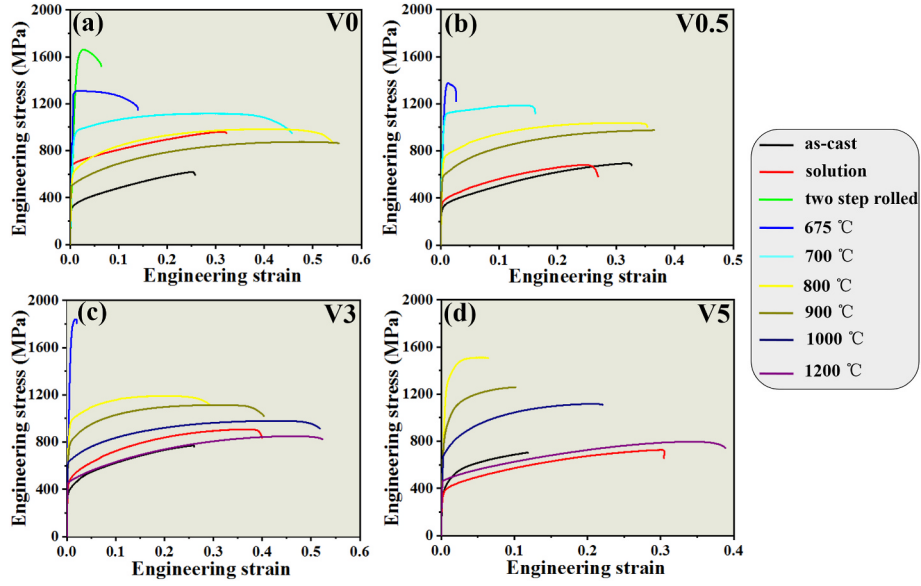 (a) V0
Engineering stress (MPa)
2000
1600
1200
800
400
0
0.0 0.1 0.2 0.3 0.4 0.5 0.6
Engineering strain
(b) V0.5
Engineering stress (MPa)
2000
1600
1200
800
400
0
0.0 0.1 0.2 0.3 0.4 0.5
Engineering strain
(c) V3
Engineering stress (MPa)
2000
1600
1200
800
400
0
0.0 0.1 0.2 0.3 0.4 0.5 0.6
Engineering strain
(d) V5
Engineering stress (MPa)
2000
1600
1200
800
400
0
0.0 0.1 0.2 0.3 0.4
Engineering strain
as-cast
solution
two step rolled
675 ℃
700 ℃
800 ℃
900 ℃
1000 ℃
1200 ℃